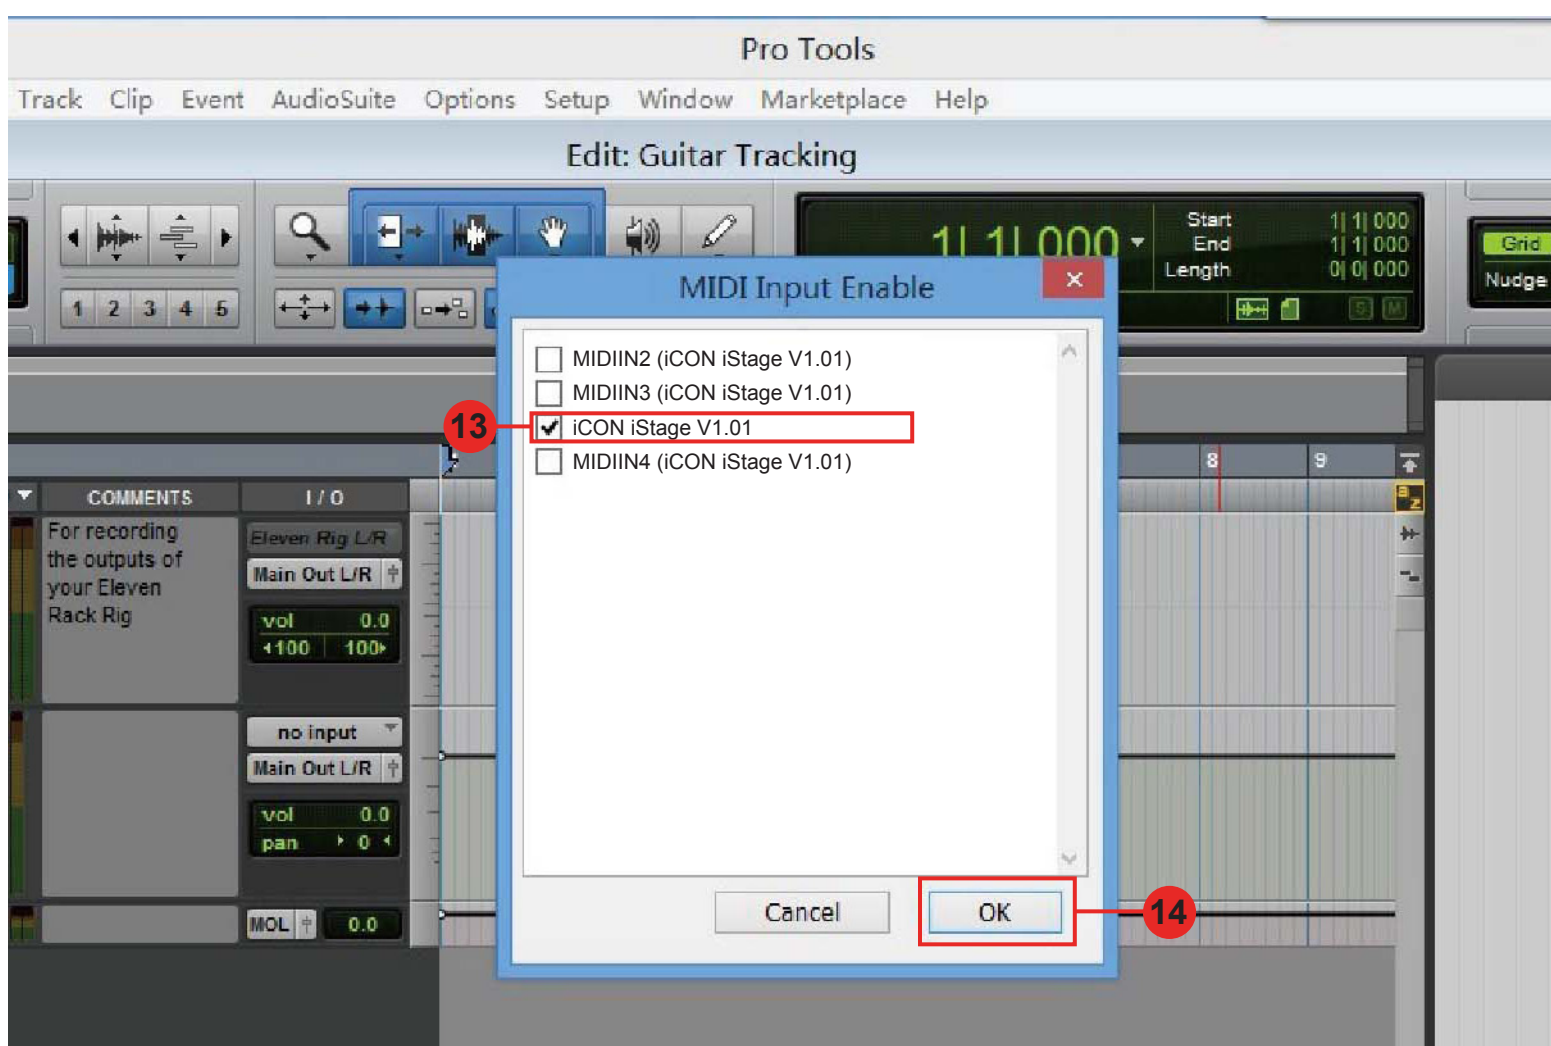 Pro Tools
Track Clip Event AudioSuite Options Setup Window Marketplace Help
Edit: Guitar Tracking
1| 1| 000
Start 1| 1| 000
End 1| 1| 000
Length 0| 0| 000
Grid
Nudge
1 2 3 4 5
S M
MIDI Input Enable
MIDIIN2 (iCON iStage V1.01)
MIDIIN3 (iCON iStage V1.01)
13
iCON iStage V1.01
MIDIIN4 (iCON iStage V1.01)
8 9
a z
COMMENTS I / O
For recording
the outputs of
your Eleven
Rack Rig
Eleven Rig L/R
Main Out L/R
vol 0.0
100 100
no input
Main Out L/R
vol 0.0
pan 0
Cancel OK
14
MOL 0.0